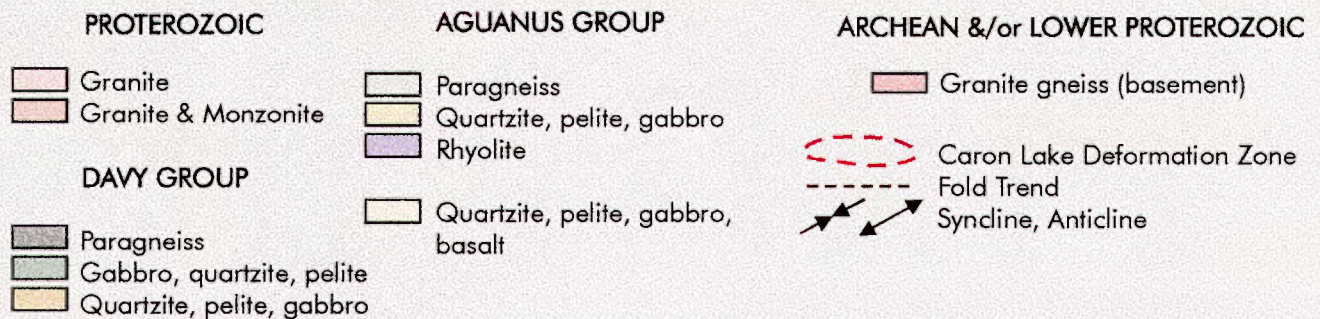 PROTEROZOIC
Granite
Granite & Monzonite
DAVY GROUP
Paragneiss
Gabbro, quartzite, pelite
Quartzite, pelite, gabbro
AGUANUS GROUP
Paragneiss
Quartzite, pelite, gabbro
Rhyolite
Quartzite, pelite, gabbro,
basalt
ARCHEAN &/or LOWER PROTEROZOIC
Granite gneiss (basement)
Caron Lake Deformation Zone
Fold Trend
Syncline, Anticline